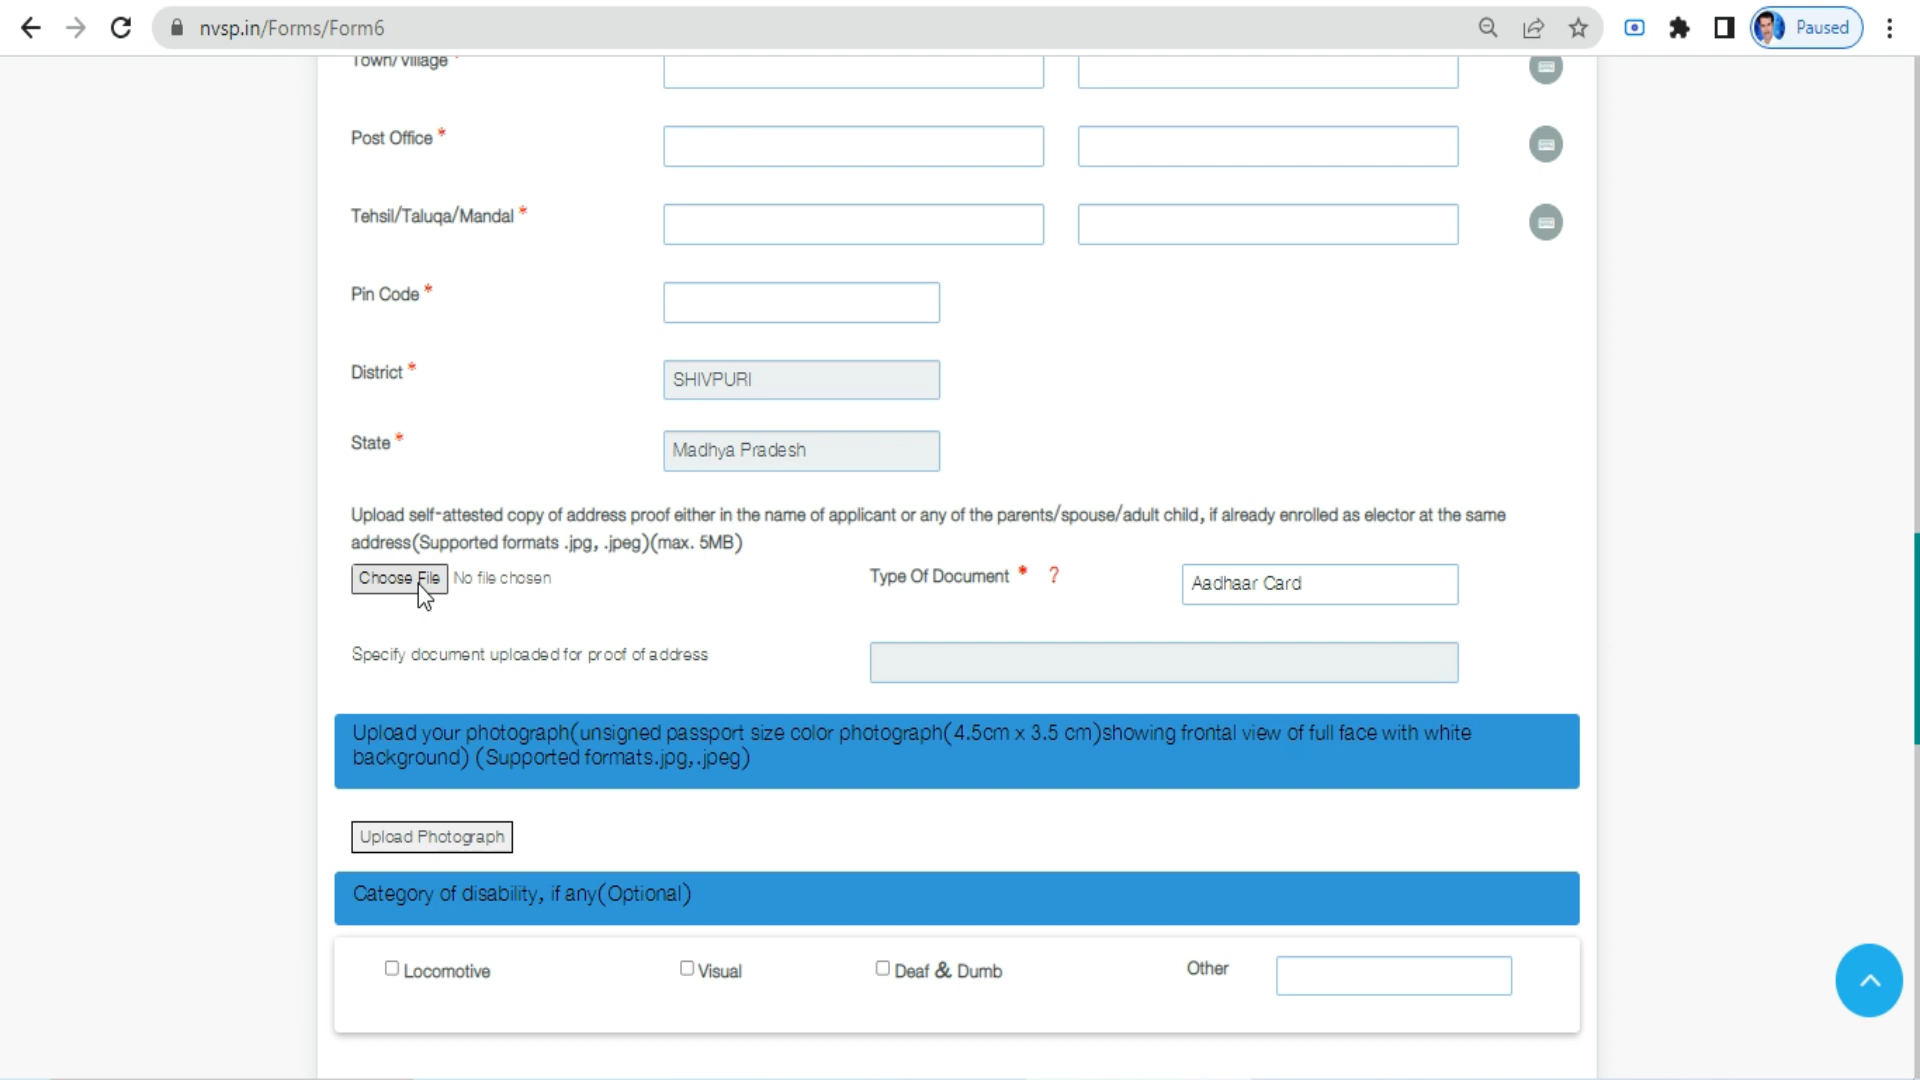 nvsp.in/Forms/Form6
Paused
Town/Village *
Post Office *
Tehsil/Taluqa/Mandal *
Pin Code *
District *
SHIVPURI
State *
Madhya Pradesh
Upload self-attested copy of address proof either in the name of applicant or any of the parents/spouse/adult child, if already enrolled as elector at the same
address(Supported formats .jpg, .jpeg)(max. 5MB)
Choose File No file chosen
Type Of Document * ?
Aadhaar Card
Specify document uploaded for proof of address
Upload your photograph(unsigned passport size color photograph(4.5cm x 3.5 cm)showing frontal view of full face with white
background) (Supported formats.jpg,.jpeg)
Upload Photograph
Category of disability, if any(Optional)
Locomotive
Visual
Deaf & Dumb
Other